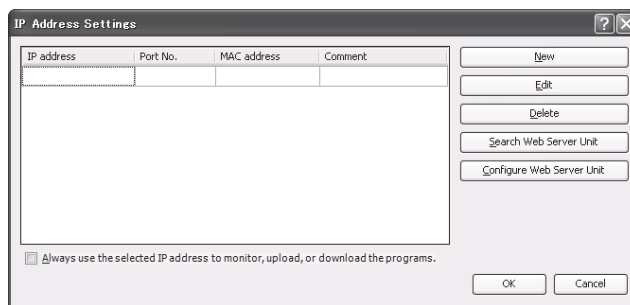 IP Address Settings
IP address Port No. MAC address Comment
New
Edit
Delete
Search Web Server Unit
Configure Web Server Unit
Always use the selected IP address to monitor, upload, or download the programs.
OK Cancel